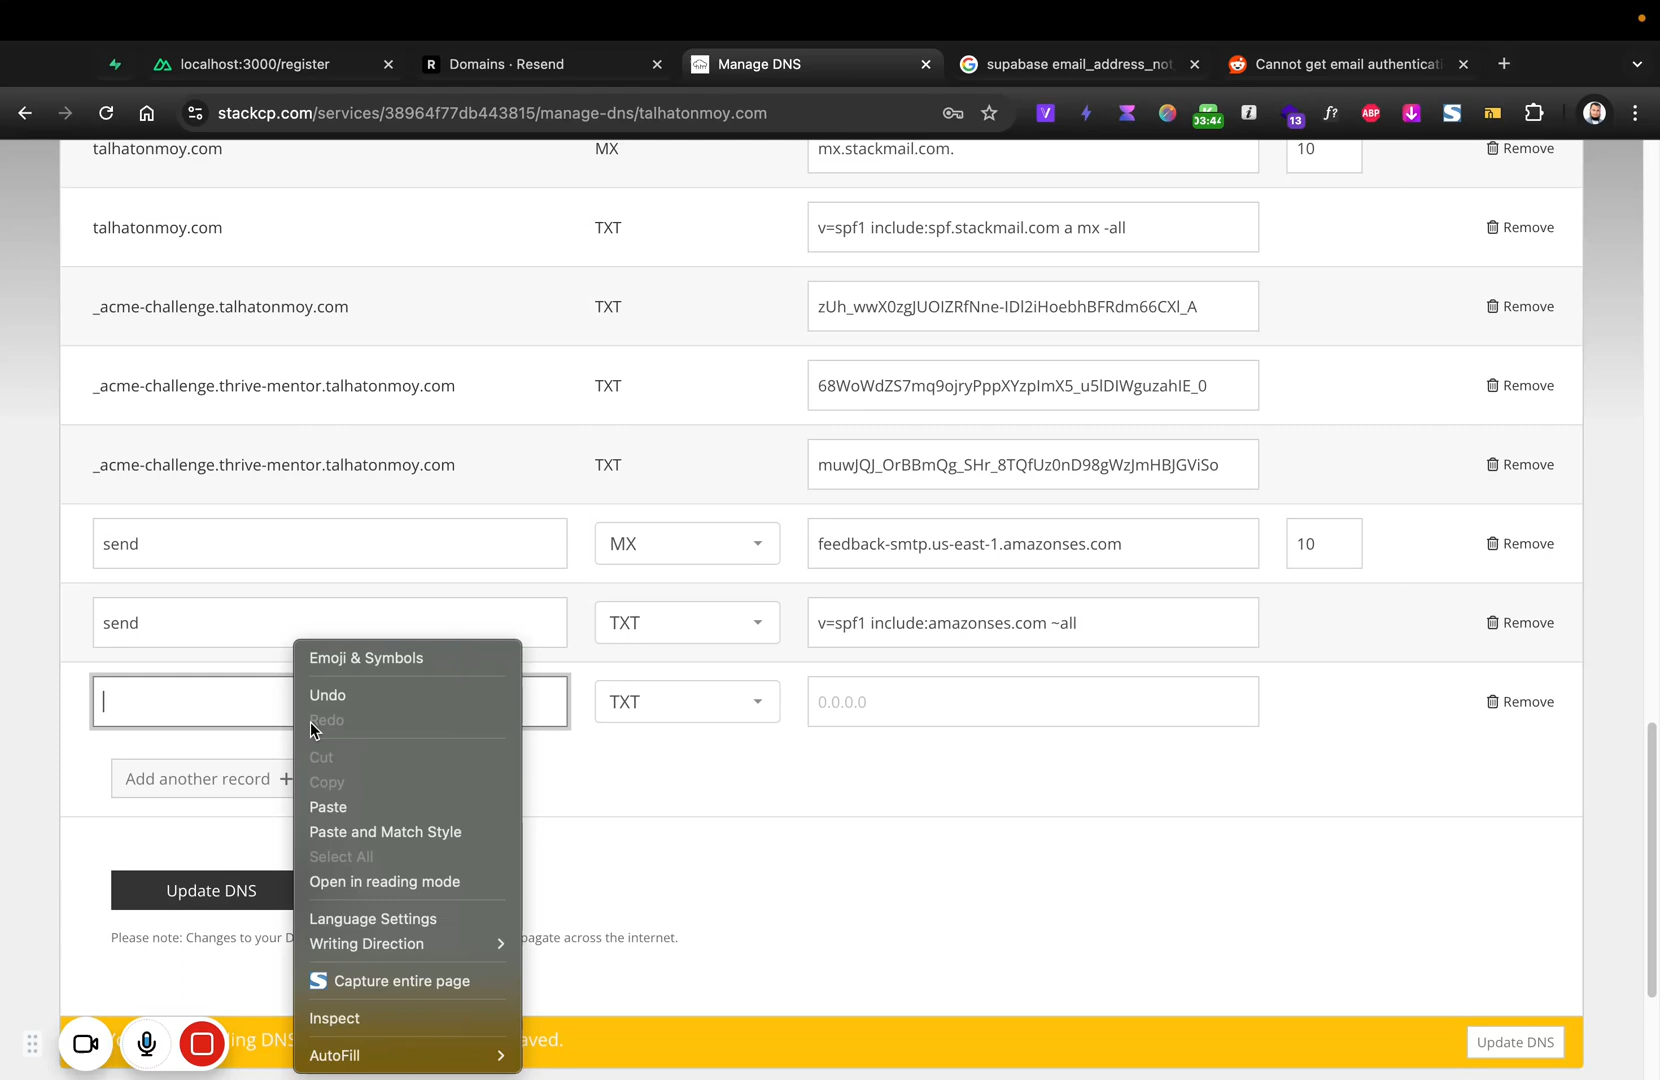 localhost:3000/register
Domains · Resend
Manage DNS
supabase email_address_not
Cannot get email authenticati
stackcp.com/services/38964f77db443815/manage-dns/talhatonmoy.com
03:44
13
f?
ABP
talhatonmoy.com MX mx.stackmail.com. 10 Remove
talhatonmoy.com TXT v=spf1 include:spf.stackmail.com a mx -all Remove
_acme-challenge.talhatonmoy.com TXT zUh_wwX0zgJUOIZRfNne-IDl2iHoebhBFRdm66CXl_A Remove
_acme-challenge.thrive-mentor.talhatonmoy.com TXT 68WoWdZS7mq9ojryPppXYzpImX5_u5lDIWguzahIE_0 Remove
_acme-challenge.thrive-mentor.talhatonmoy.com TXT muwJQJ_OrBBmQg_SHr_8TQfUz0nD98gWzJmHBJGViSo Remove
send MX feedback-smtp.us-east-1.amazonses.com 10 Remove
send TXT v=spf1 include:amazonses.com ~all Remove
TXT 0.0.0.0 Remove
Emoji & Symbols
Undo
Redo
Cut
Copy
Paste
Paste and Match Style
Select All
Open in reading mode
Language Settings
Writing Direction
Capture entire page
Inspect
AutoFill
Add another record +
Update DNS
Please note: Changes to your D
pagate across the internet.
ding DNS
aved.
Update DNS